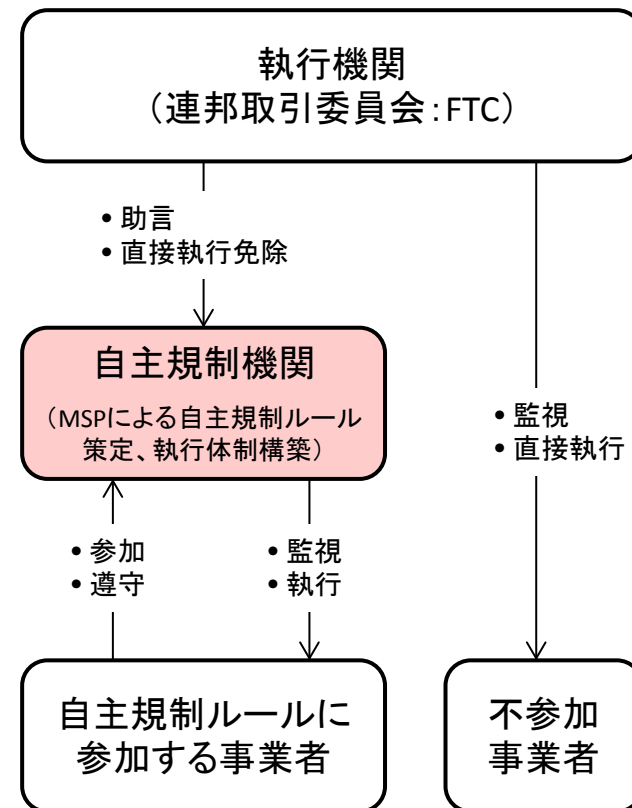 執行機関
（連邦取引委員会：FTC）
• 助言
• 直接執行免除
自主規制機関
（MSPによる自主規制ルール
策定、執行体制構築）
• 監視
• 直接執行
• 参加
• 遵守
• 監視
• 執行
自主規制ルールに
参加する事業者
不参加
事業者